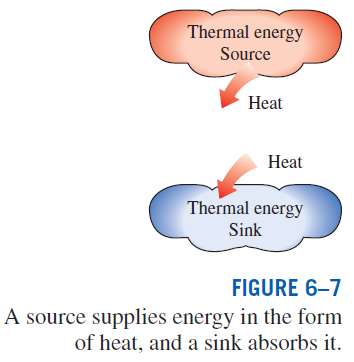 Thermal energy
Source
Heat
Heat
Thermal energy
Sink
FIGURE 6–7
A source supplies energy in the form
of heat, and a sink absorbs it.